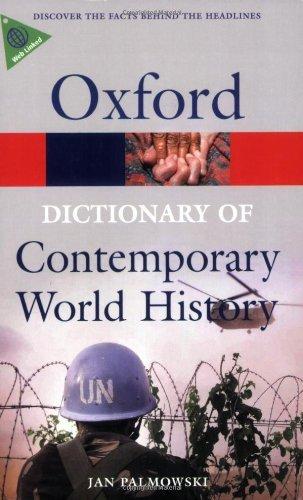 DISCOVER THE FACTS BEHIND THE HEADLINES
Web Linked
Oxford
DICTIONARY OF
Contemporary
World History
UN
JAN PALMOWSKI